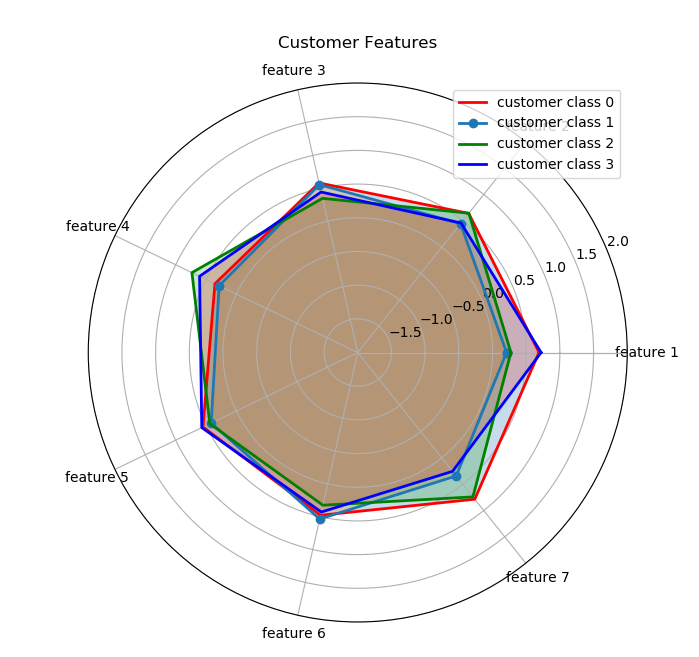 Customer Features
feature 3
customer class 0
customer class 1
feature 2
customer class 2
customer class 3
feature 4
2.0
1.5
1.0
0.5
0.0
−0.5
−1.0
−1.5
feature 1
feature 5
feature 7
feature 6